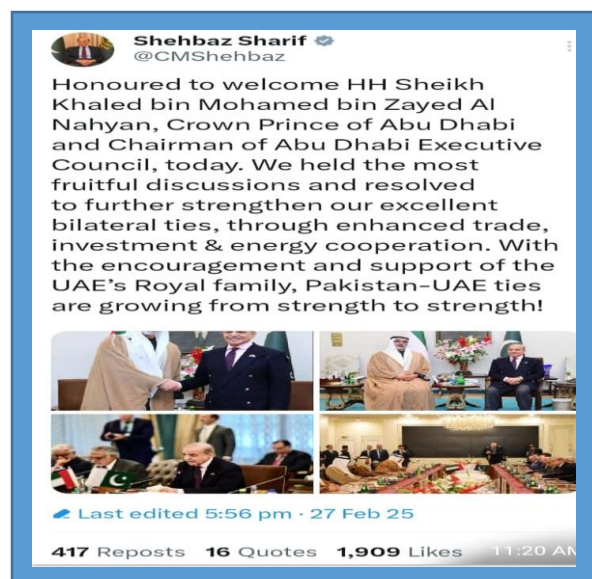 Shehbaz Sharif
@CMShehbaz
Honoured to welcome HH Sheikh
Khaled bin Mohamed bin Zayed Al
Nahyan, Crown Prince of Abu Dhabi
and Chairman of Abu Dhabi Executive
Council, today. We held the most
fruitful discussions and resolved
to further strengthen our excellent
bilateral ties, through enhanced trade,
investment & energy cooperation. With
the encouragement and support of the
UAE's Royal family, Pakistan-UAE ties
are growing from strength to strength!
Last edited 5:56 pm · 27 Feb 25
417 Reposts 16 Quotes 1,909 Likes 11:20 AM